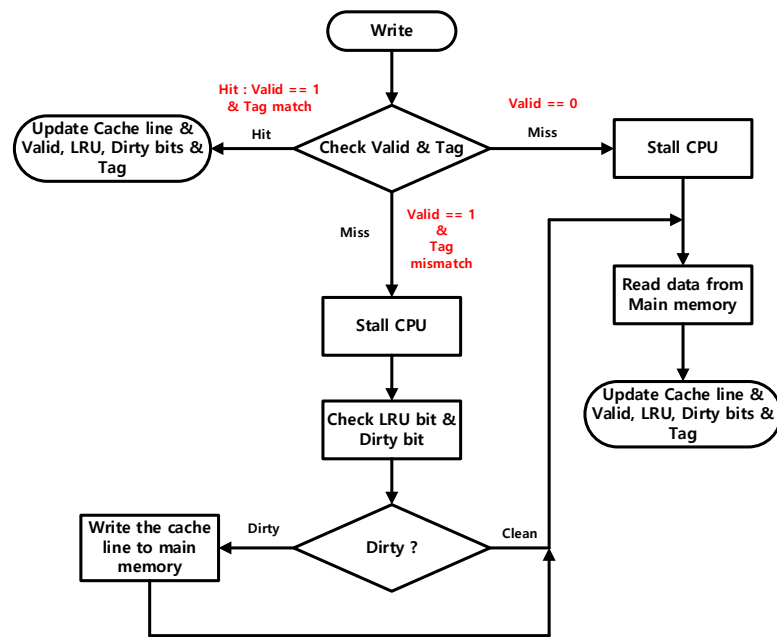 Write
Hit : Valid == 1
& Tag match
Valid == 0
Update Cache line &
Valid, LRU, Dirty bits &
Tag
Hit
Check Valid & Tag
Miss
Stall CPU
Miss
Valid == 1
&
Tag
mismatch
Read data from
Main memory
Stall CPU
Update Cache line &
Valid, LRU, Dirty bits &
Tag
Check LRU bit &
Dirty bit
Write the cache
line to main
memory
Dirty
Dirty ?
Clean